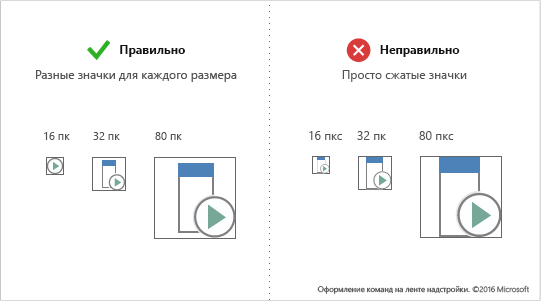 Правильно
Разные значки для каждого размера
16 пк 32 пк 80 пк
Неправильно
Просто сжатые значки
16 пкс 32 пк 80 пкс
Оформление команд на ленте надстройки. ©2016 Microsoft